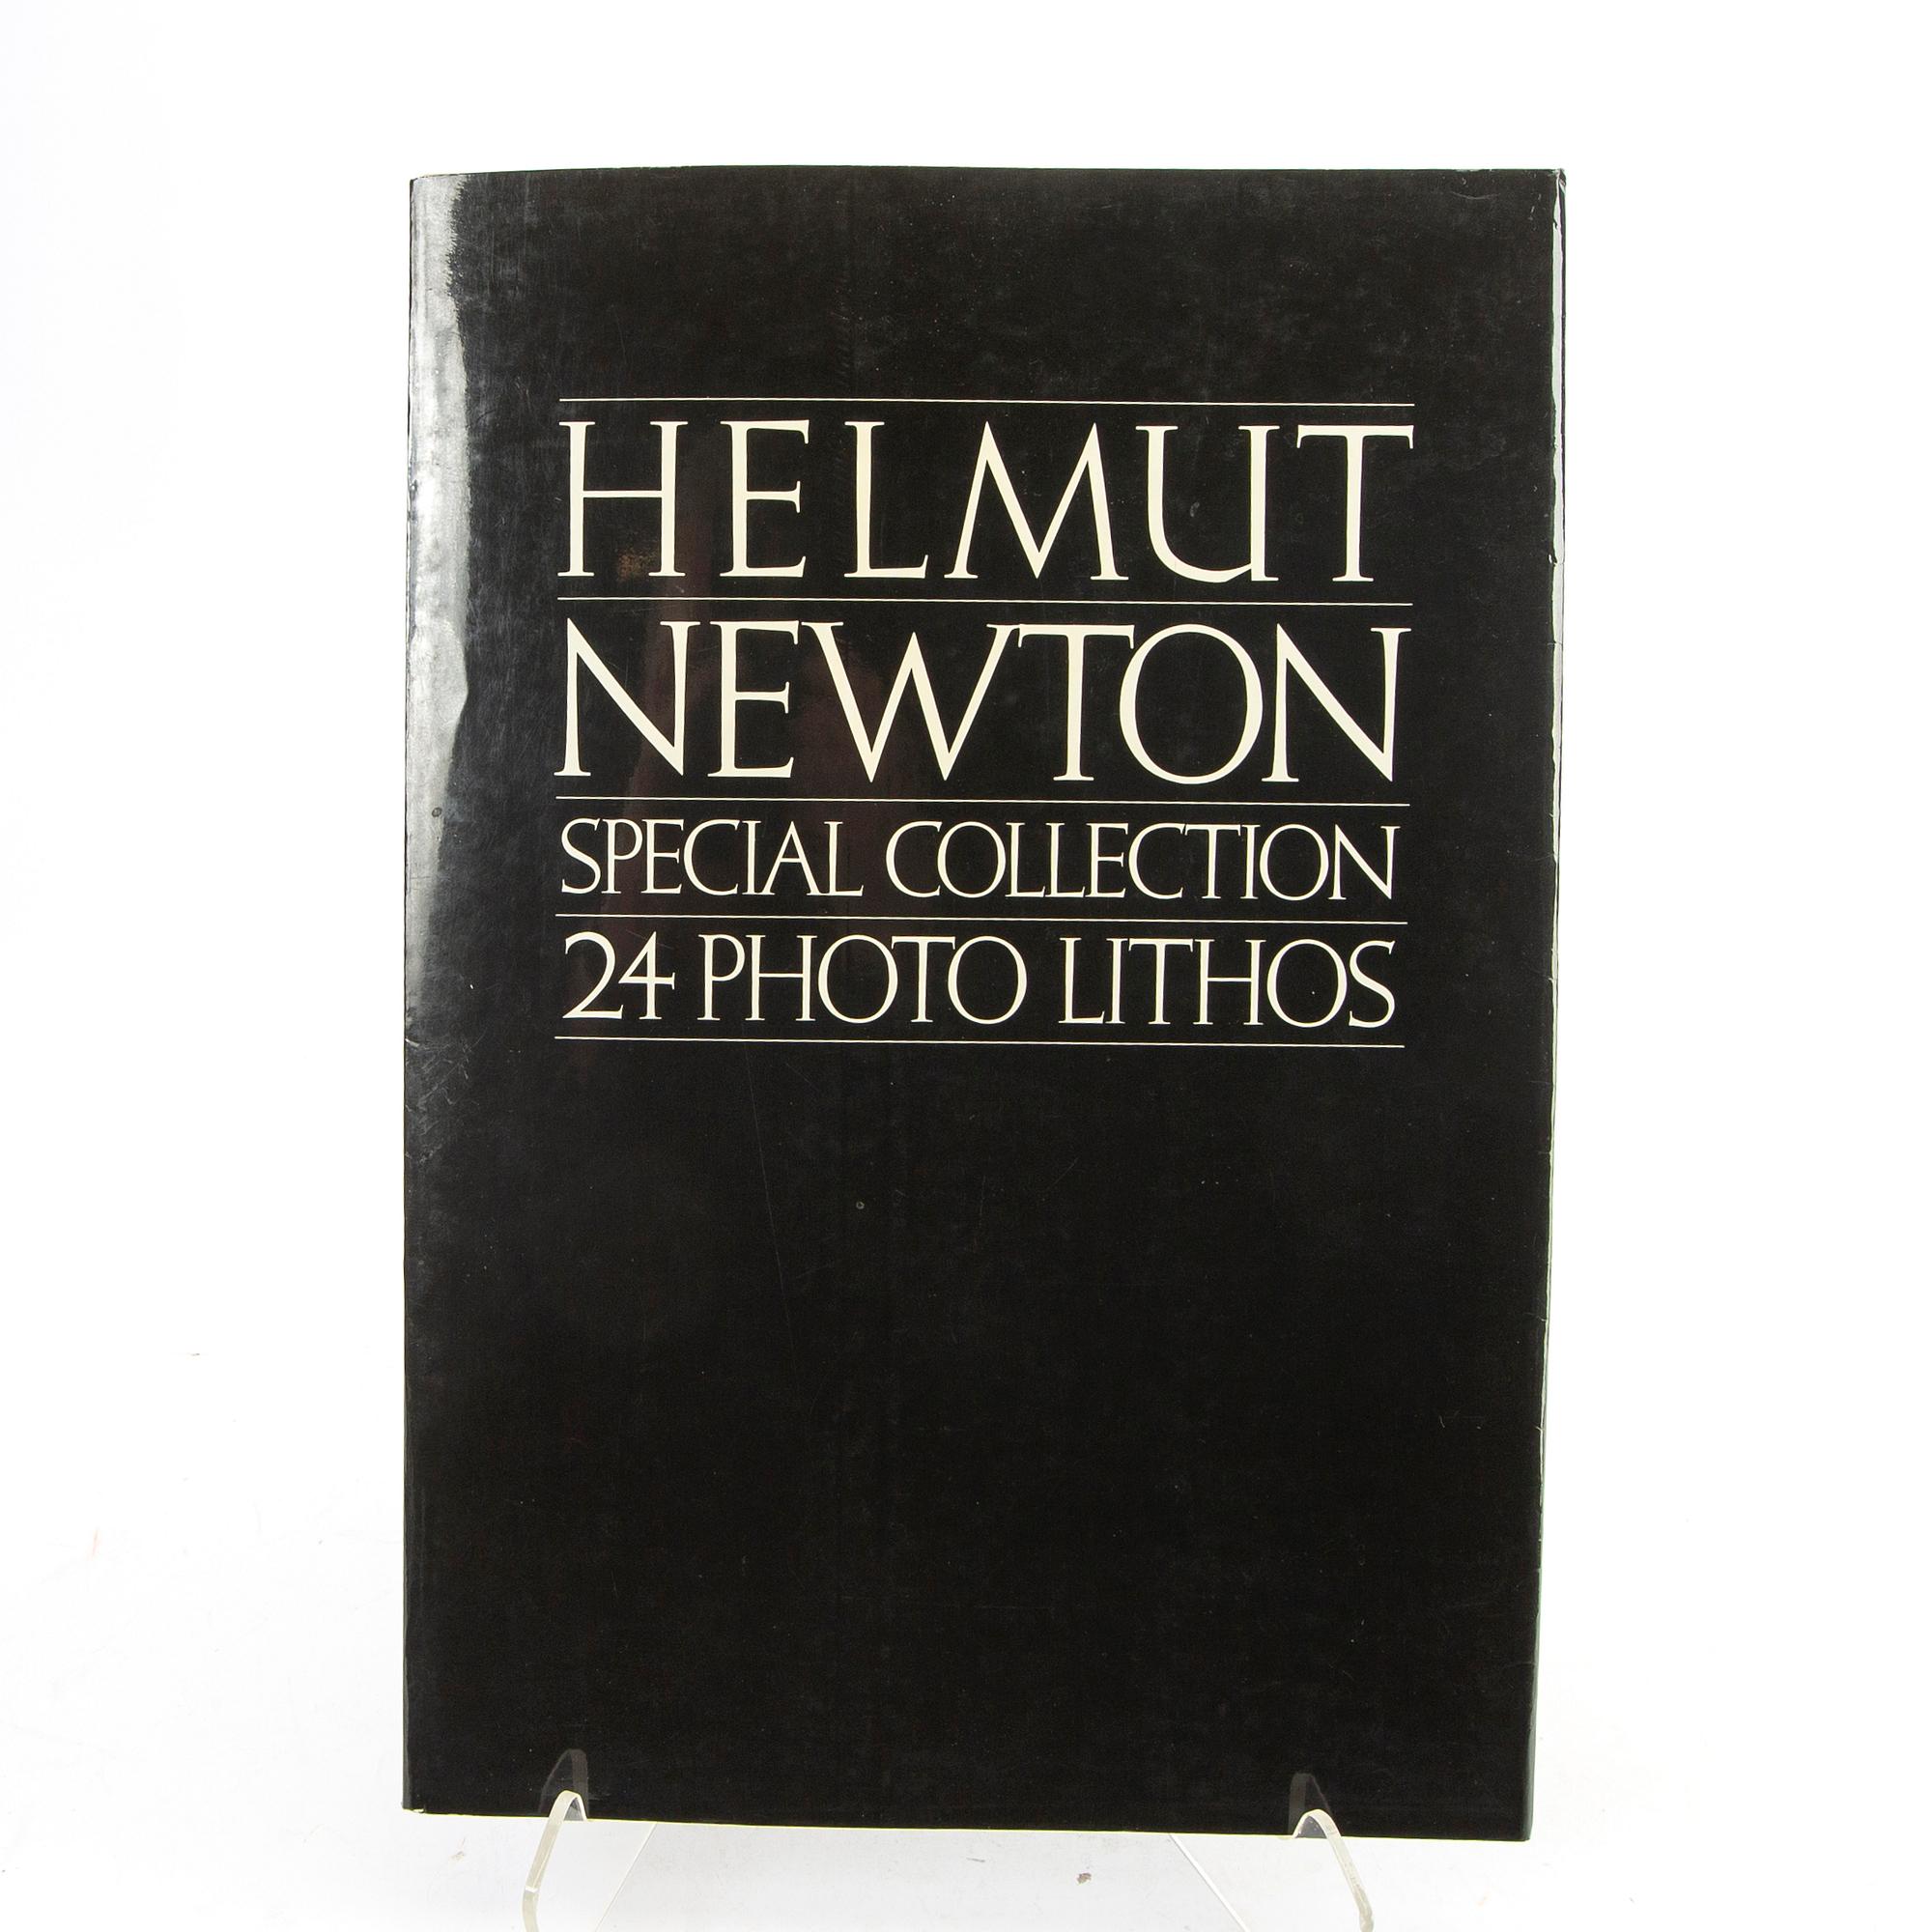 HELMUT
NEWTON
SPECIAL COLLECTION
24 PHOTO LITHOS